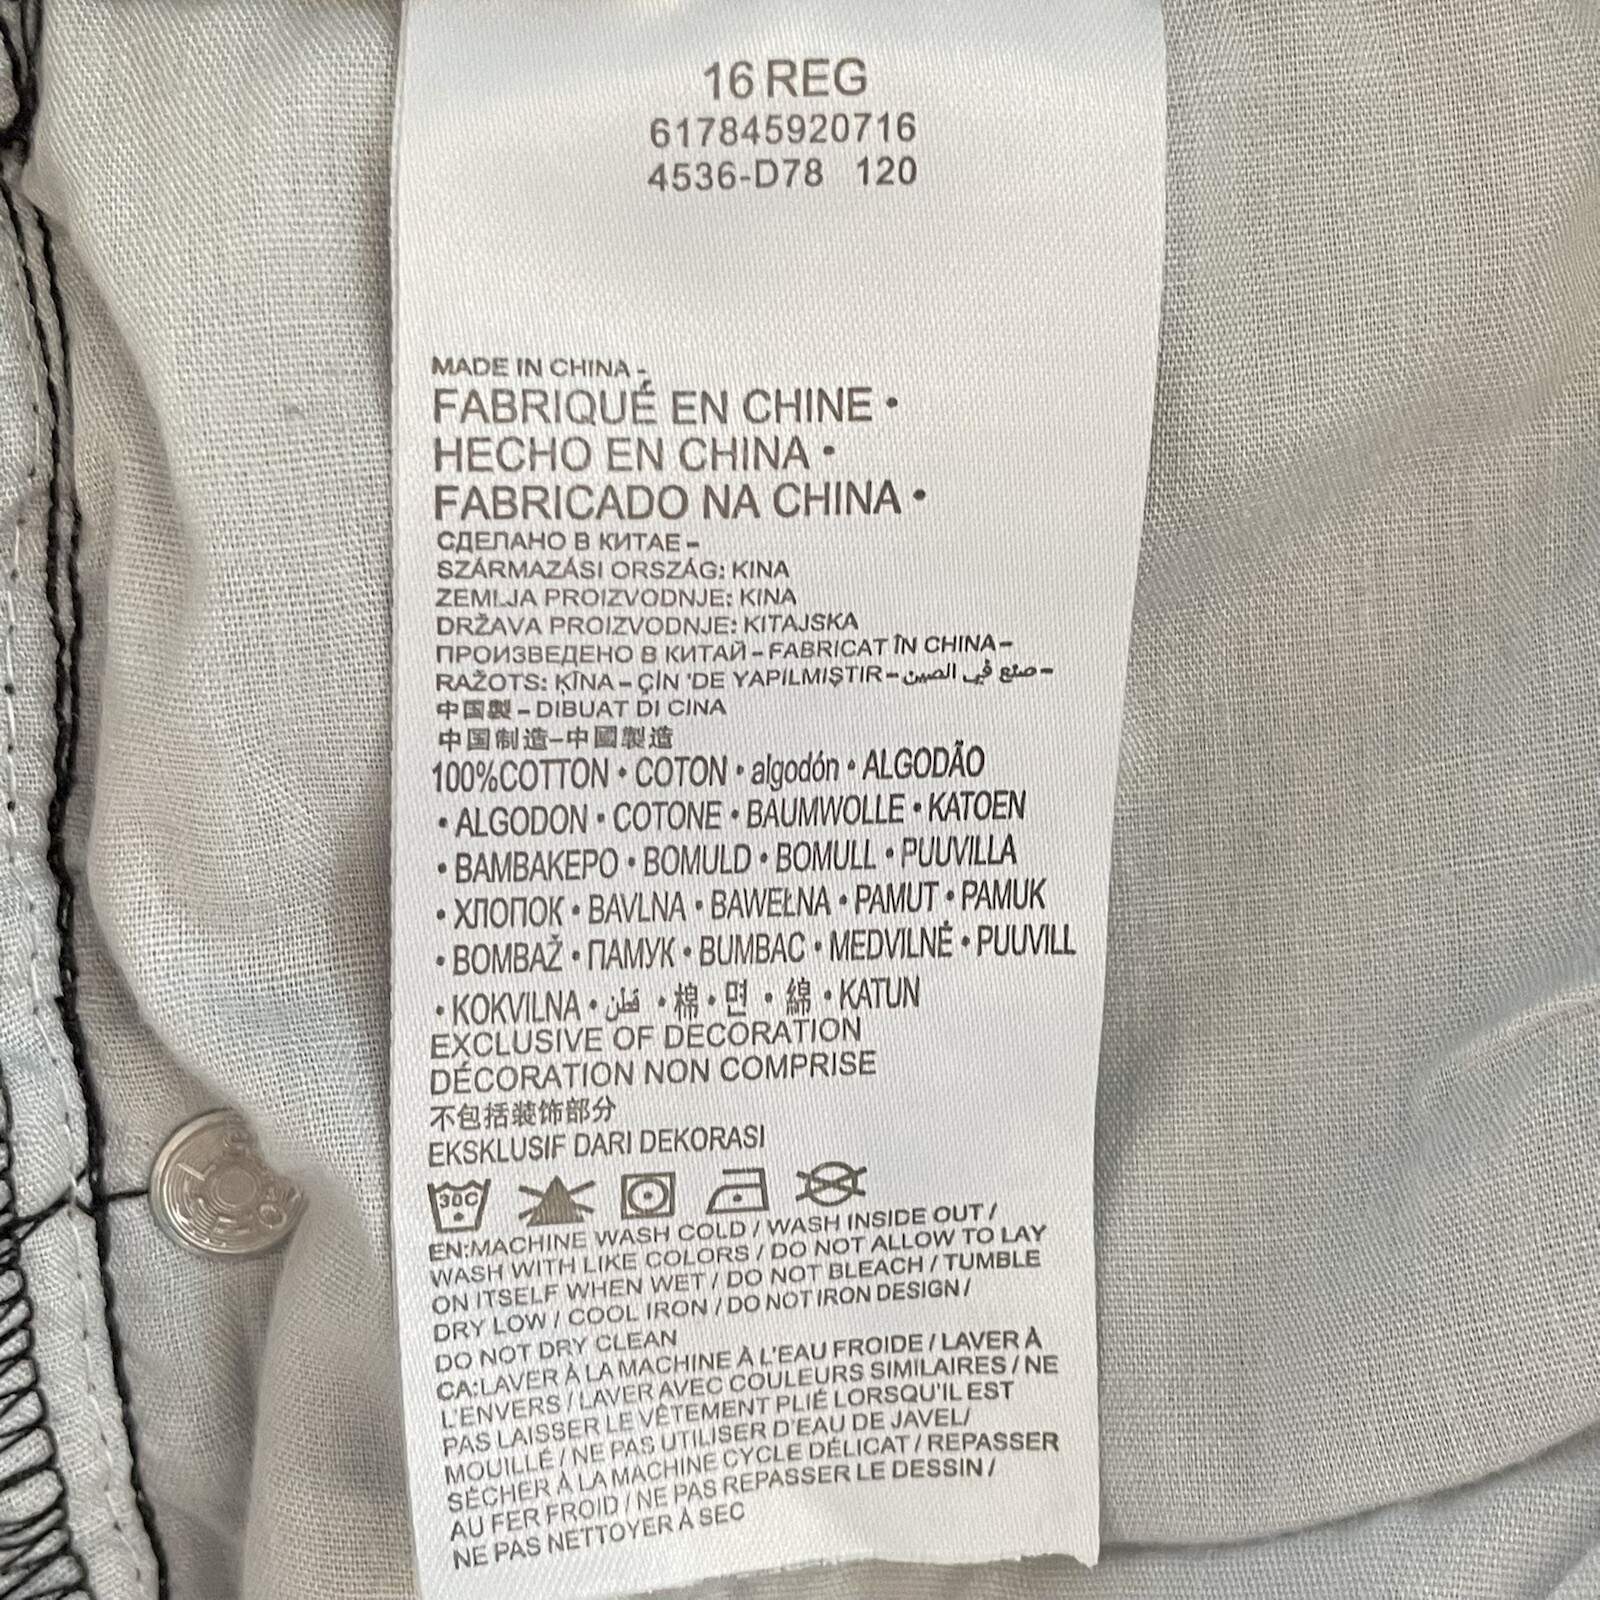 16 REG
617845920716
4536-D78 120
MADE IN CHINA -
FABRIQUÉ EN CHINE •
HECHO EN CHINA •
FABRICADO NA CHINA •
СДЕЛАНО В КИТАЕ –
SZÁRMAZÁSI ORSZÁG: KINA
ZEMLJA PROIZVODNJE: KINA
DRŽAVA PROIZVODNJE: KITAJSKA
ПРОИЗВЕДЕНО В КИТАЙ – FABRICAT ÎN CHINA –
RAŽOTS: ĶĪNA – ÇİN 'DE YAPILMIŞTIR – صنع في الصين –
中国製 – DIBUAT DI CINA
中国制造–中國製造
100%COTTON • COTON • algodón • ALGODÃO
• ALGODON • COTONE • BAUMWOLLE • KATOEN
• BAMBAKEPO • BOMULD • BOMULL • PUUVILLA
• ХЛОПОК • BAVLNA • BAWEŁNA • PAMUT • PAMUK
• BOMBAŽ • ПАМУК • BUMBAC • MEDVILNĖ • PUUVILL
• KOKVILNA • قطن • 棉 • 면 • 綿 • KATUN
EXCLUSIVE OF DECORATION
DÉCORATION NON COMPRISE
不包括装饰部分
EKSKLUSIF DARI DEKORASI
30C
EN:MACHINE WASH COLD / WASH INSIDE OUT /
WASH WITH LIKE COLORS / DO NOT ALLOW TO LAY
ON ITSELF WHEN WET / DO NOT BLEACH / TUMBLE
DRY LOW / COOL IRON / DO NOT IRON DESIGN /
DO NOT DRY CLEAN
CA:LAVER À LA MACHINE À L'EAU FROIDE / LAVER À
L'ENVERS / LAVER AVEC COULEURS SIMILAIRES / NE
PAS LAISSER LE VÊTEMENT PLIÉ LORSQU'IL EST
MOUILLÉ / NE PAS UTILISER D'EAU DE JAVEL/
SÉCHER À LA MACHINE CYCLE DÉLICAT / REPASSER
AU FER FROID / NE PAS REPASSER LE DESSIN /
NE PAS NETTOYER À SEC